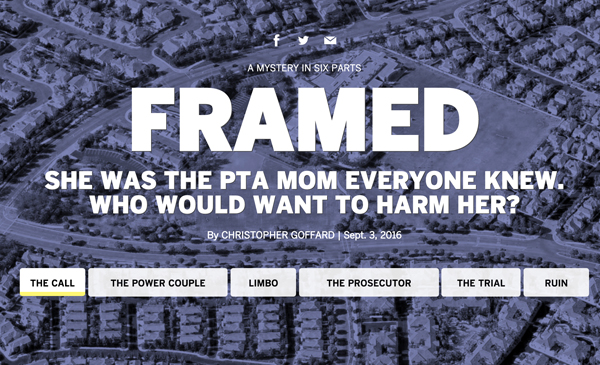 A MYSTERY IN SIX PARTS
FRAMED
SHE WAS THE PTA MOM EVERYONE KNEW.
WHO WOULD WANT TO HARM HER?
By CHRISTOPHER GOFFARD | Sept. 3, 2016
THE CALL THE POWER COUPLE LIMBO THE PROSECUTOR THE TRIAL RUIN